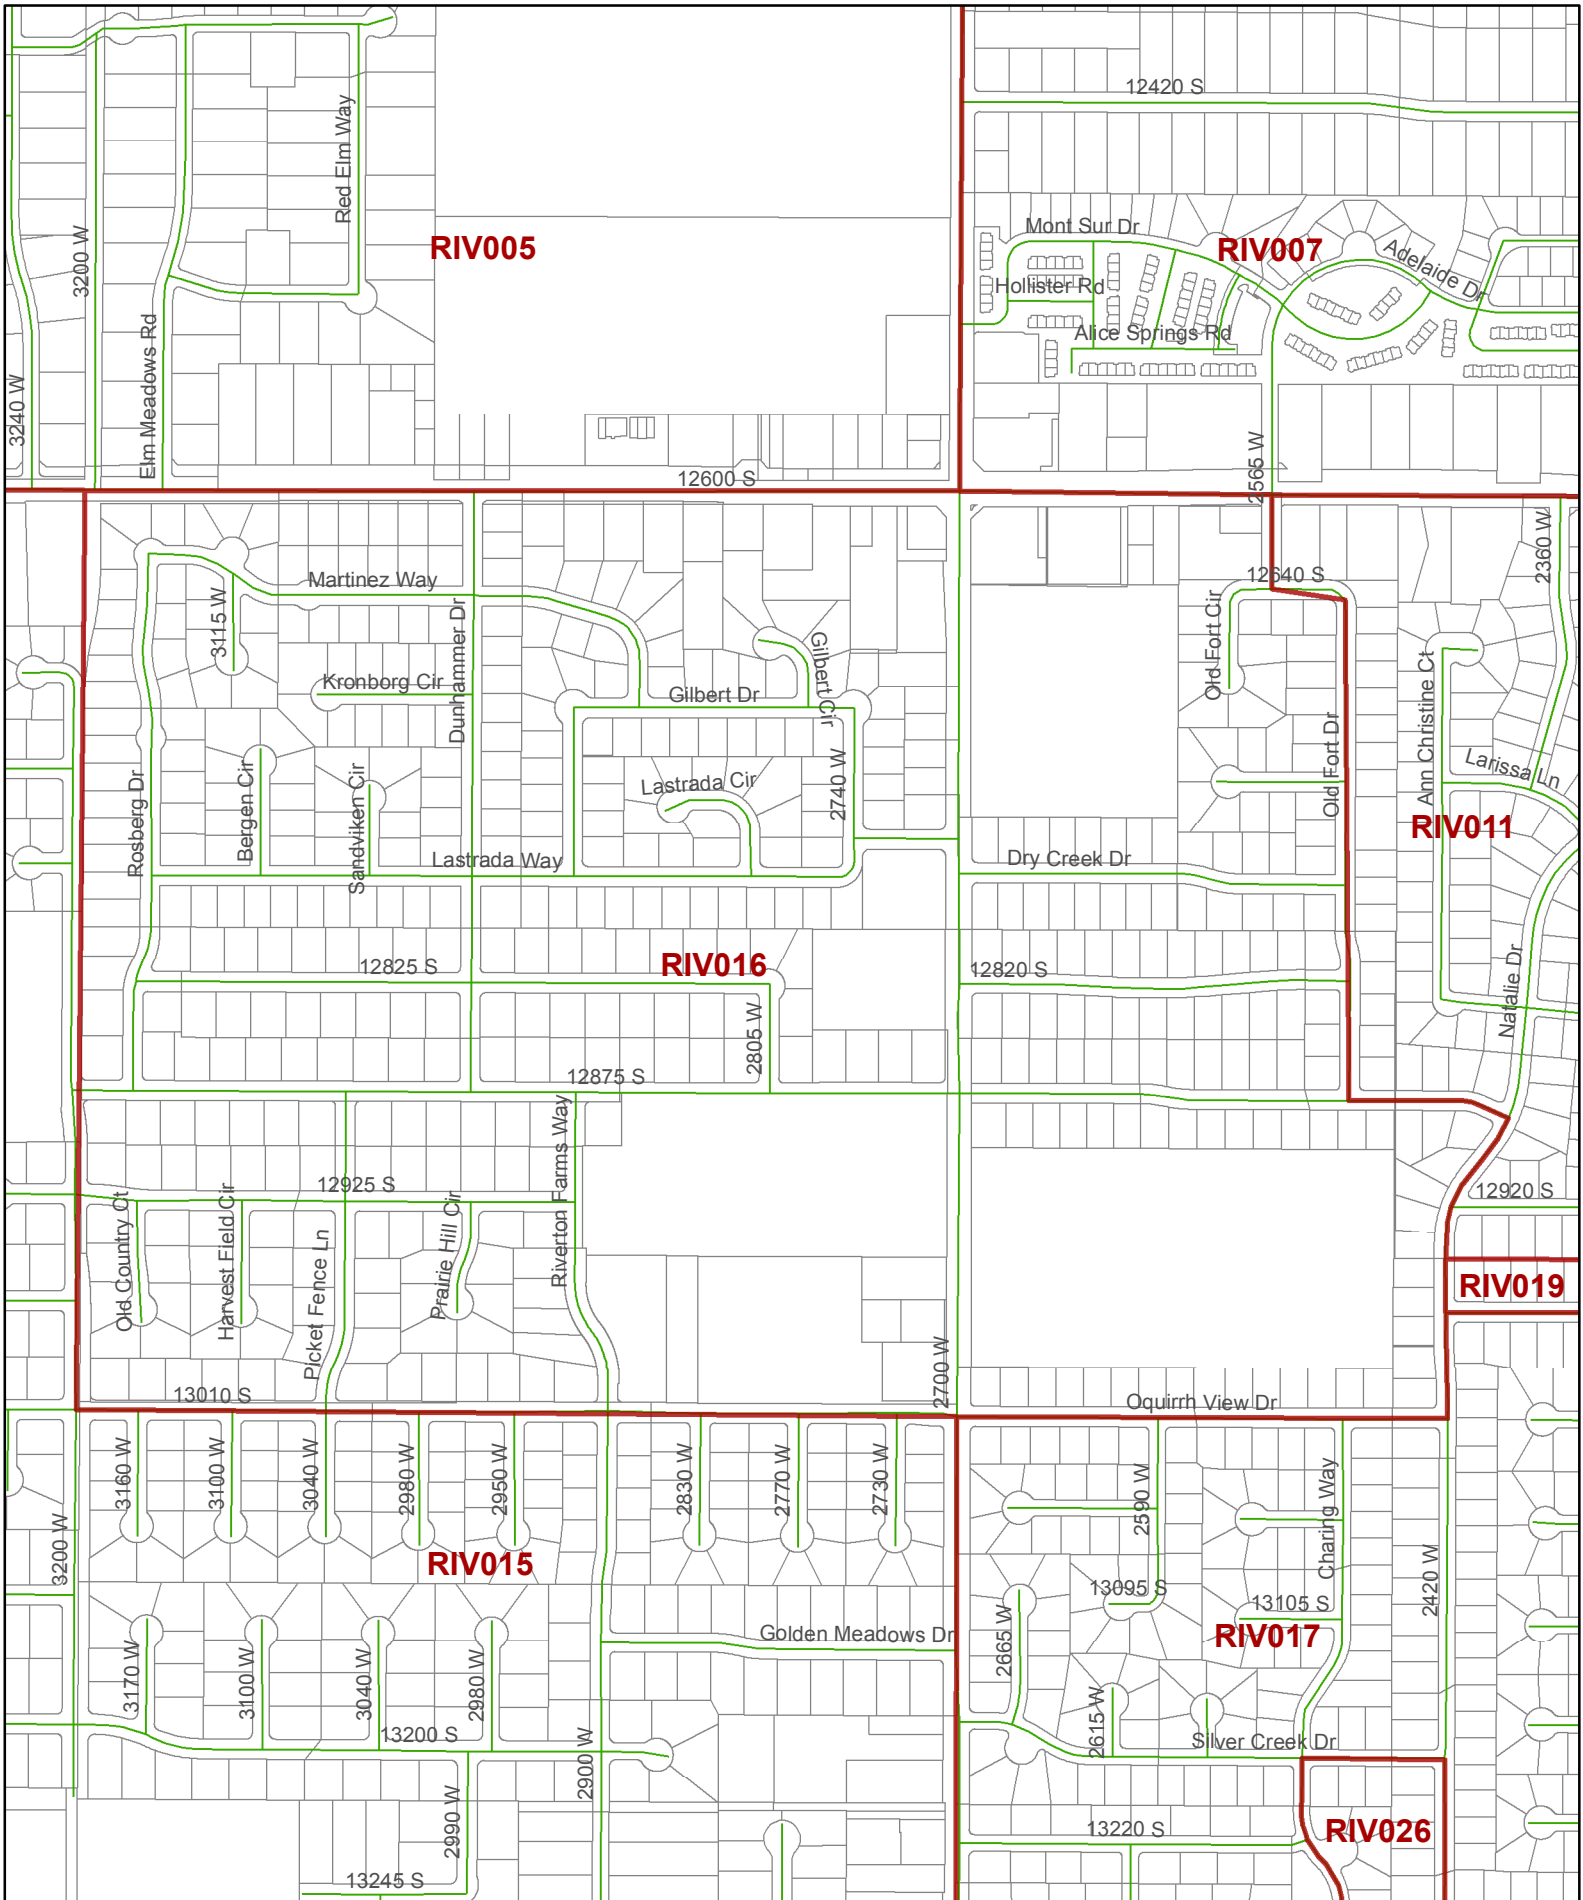 12420 S
Red Elm Way
Mont Sur Dr
RIV005
RIV007
3200 W
Adelaide Dr
Hollister Rd
Alice Springs Rd
Elm Meadows Rd
3240 W
2565 W
12600 S
2360 W
12640 S
Martinez Way
3115 W
Dunhammer Dr
Old Fort Cir
Gilbert Cir
Kronborg Cir
Gilbert Dr
Ann Christine Ct
Old Fort Dr
Larissa Ln
Lastrada Cir
2740 W
Rosberg Dr
Bergen Cir
Sandviken Cir
RIV011
Lastrada Way
Dry Creek Dr
12825 S
RIV016
12820 S
Natalie Dr
2805 W
12875 S
Riverton Farms Way
12925 S
12920 S
Old Country Ct
Harvest Field Cir
Prairie Hill Cir
Picket Fence Ln
RIV019
2700 W
13010 S
Oquirrh View Dr
3160 W
3100 W
3040 W
2980 W
2950 W
2830 W
2770 W
2730 W
2590 W
Charing Way
3200 W
RIV015
2420 W
13095 S
13105 S
2665 W
RIV017
Golden Meadows Dr
3170 W
3100 W
3040 W
2980 W
2615 W
13200 S
Silver Creek Dr
2900 W
2990 W
13220 S
RIV026
13245 S